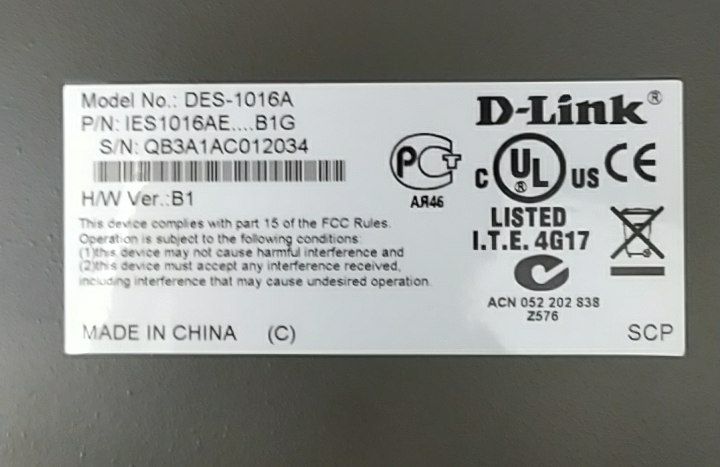 Model No.: DES-1016A
P/N: IES1016AE....B1G
S/N: QB3A1AC012034
H/W Ver.:B1
This device complies with part 15 of the FCC Rules.
Operation is subject to the following conditions:
(1)this device may not cause harmful interference and
(2)this device must accept any interference received,
including interference that may cause undesired operation.
MADE IN CHINA (C)
D-Link®
РСт
АЯ46
C UL® US CE
LISTED
I.T.E. 4G17
ACN 052 202 838
Z576
SCP